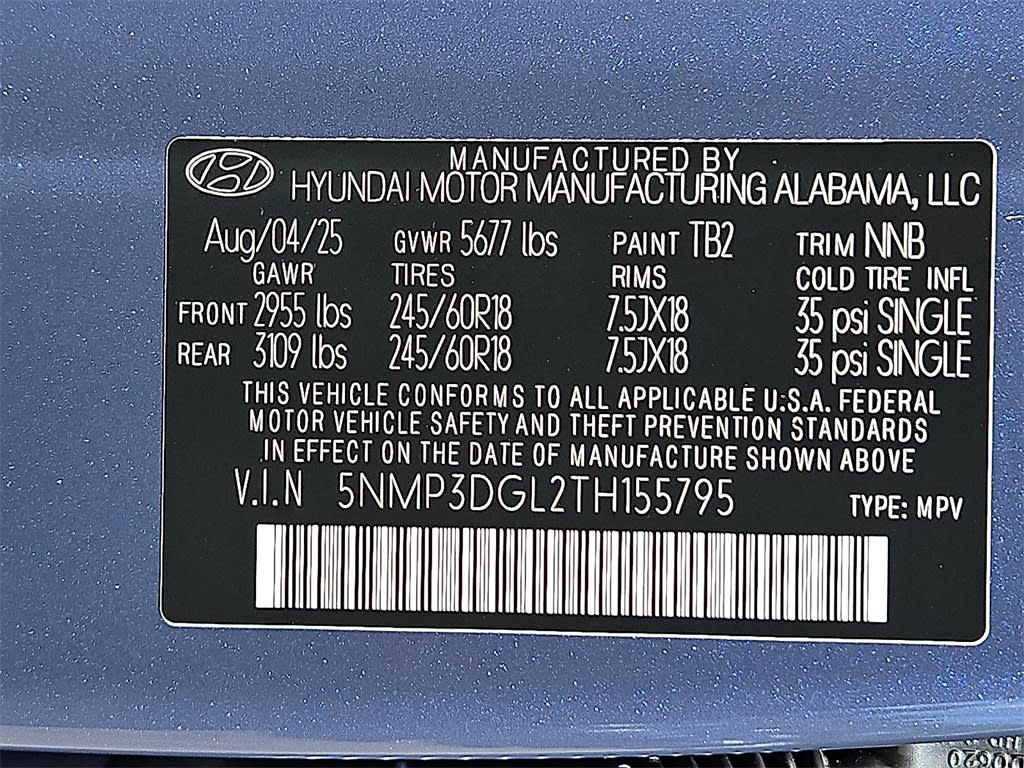 MANUFACTURED BY
HYUNDAI MOTOR MANUFACTURING ALABAMA, LLC
Aug/04/25 GVWR 5677 lbs PAINT TB2 TRIM NNB
GAWR TIRES RIMS COLD TIRE INFL
FRONT 2955 lbs 245/60R18 7.5JX18 35 psi SINGLE
REAR 3109 lbs 245/60R18 7.5JX18 35 psi SINGLE
THIS VEHICLE CONFORMS TO ALL APPLICABLE U.S.A. FEDERAL
MOTOR VEHICLE SAFETY AND THEFT PREVENTION STANDARDS
IN EFFECT ON THE DATE OF MANUFACTURE SHOWN ABOVE
V.I.N 5NMP3DGL2TH155795 TYPE: MPV